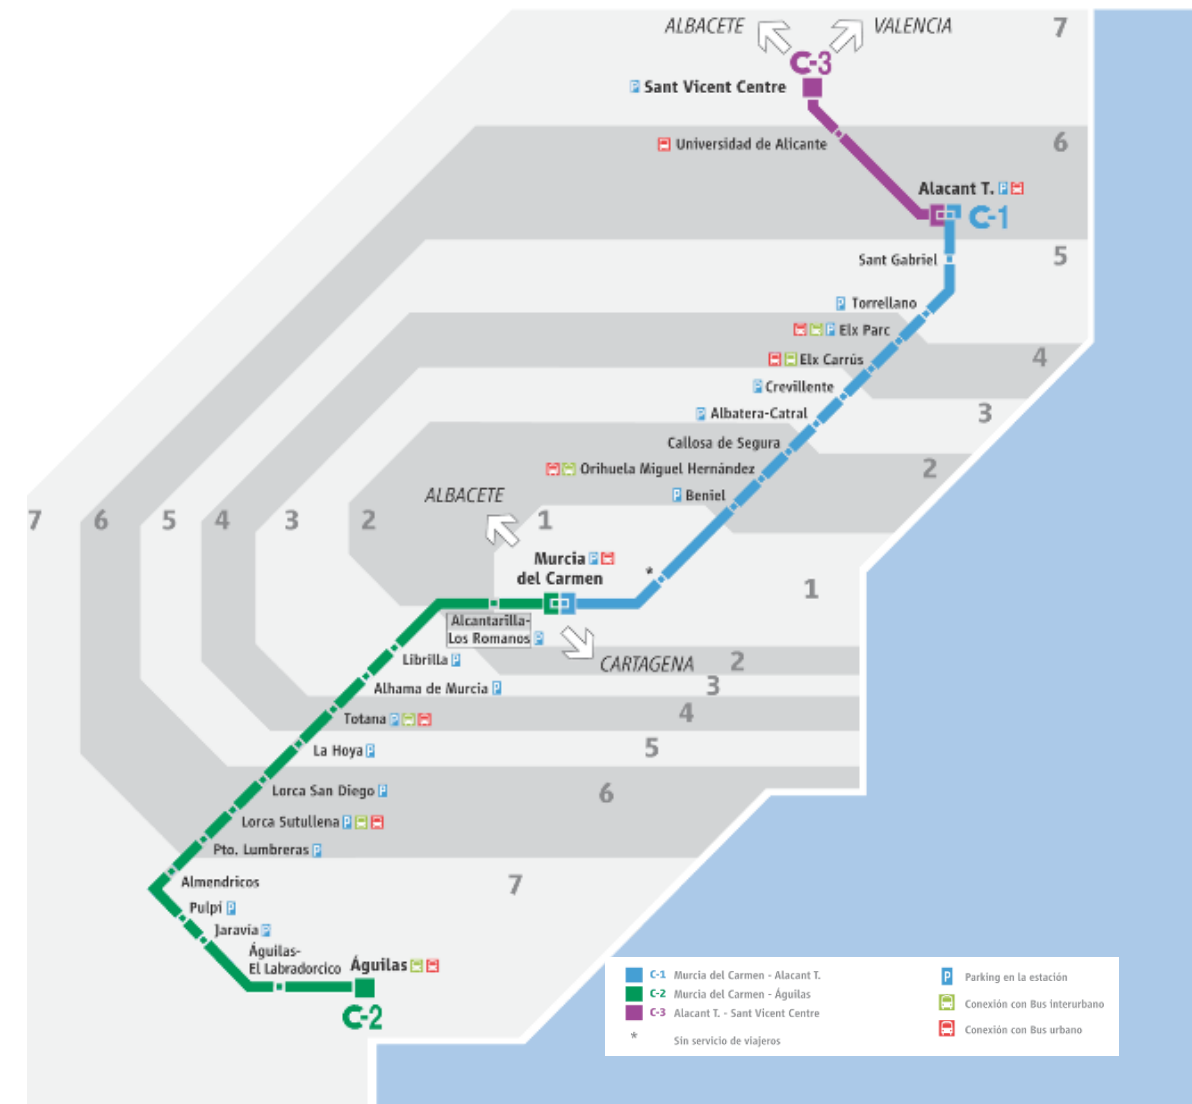 ALBACETE
VALENCIA
7
C-3
Sant Vicent Centre
Universidad de Alicante
6
Alacant T.
C-1
Sant Gabriel
5
Torrellano
Elx Parc
4
Elx Carrús
Crevillente
Albatera-Catral
3
Callosa de Segura
Orihuela Miguel Hernández
2
ALBACETE
Beniel
7
6
5
4
3
2
1
Murcia
del Carmen
*
1
Alcantarilla-
Los Romanos
CARTAGENA
2
Librilla
Alhama de Murcia
3
Totana
4
La Hoya
5
Lorca San Diego
6
Lorca Sutullena
Pto. Lumbreras
Almendricos
7
Pulpí
Jaravía
Águilas-
El Labradorcico
Águilas
C-2
C-1 Murcia del Carmen - Alacant T.
C-2 Murcia del Carmen - Águilas
C-3 Alacant T. - Sant Vicent Centre
* Sin servicio de viajeros
P Parking en la estación
Conexión con Bus interurbano
Conexión con Bus urbano